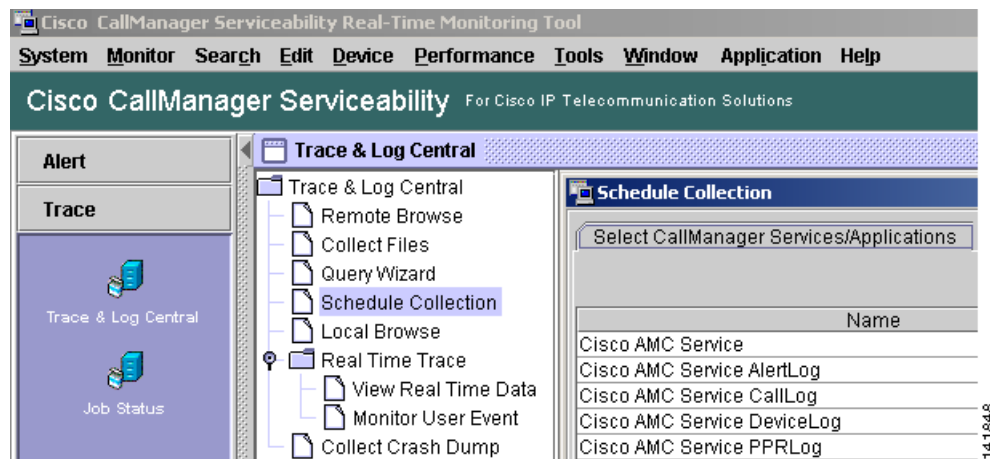 Cisco CallManager Serviceability Real-Time Monitoring Tool
System Monitor Search Edit Device Performance Tools Window Application Help
Cisco CallManager Serviceability For Cisco IP Telecommunication Solutions
Alert
Trace
Trace & Log Central
Job Status
Trace & Log Central
Trace & Log Central
Remote Browse
Collect Files
Query Wizard
Schedule Collection
Local Browse
Real Time Trace
View Real Time Data
Monitor User Event
Collect Crash Dump
Schedule Collection
Select CallManager Services/Applications
Name
Cisco AMC Service
Cisco AMC Service AlertLog
Cisco AMC Service CallLog
Cisco AMC Service DeviceLog
Cisco AMC Service PPRLog
141848